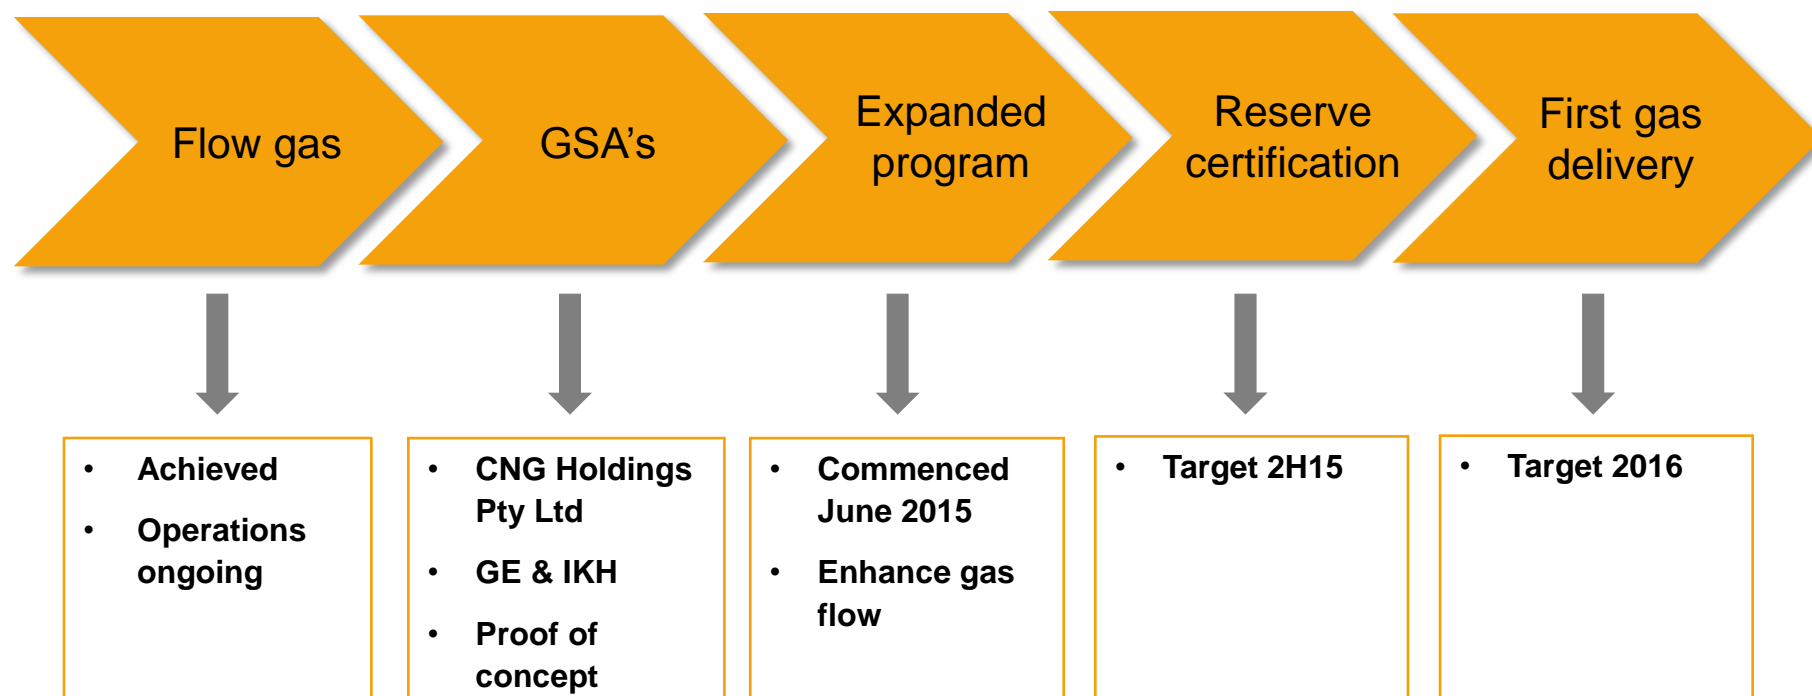 Flow gas
GSA’s
Expanded
program
Reserve
certification
First gas
delivery
• Achieved
• Operations
ongoing
• CNG Holdings
Pty Ltd
• GE & IKH
• Proof of
concept
• Commenced
June 2015
• Enhance gas
flow
• Target 2H15
• Target 2016